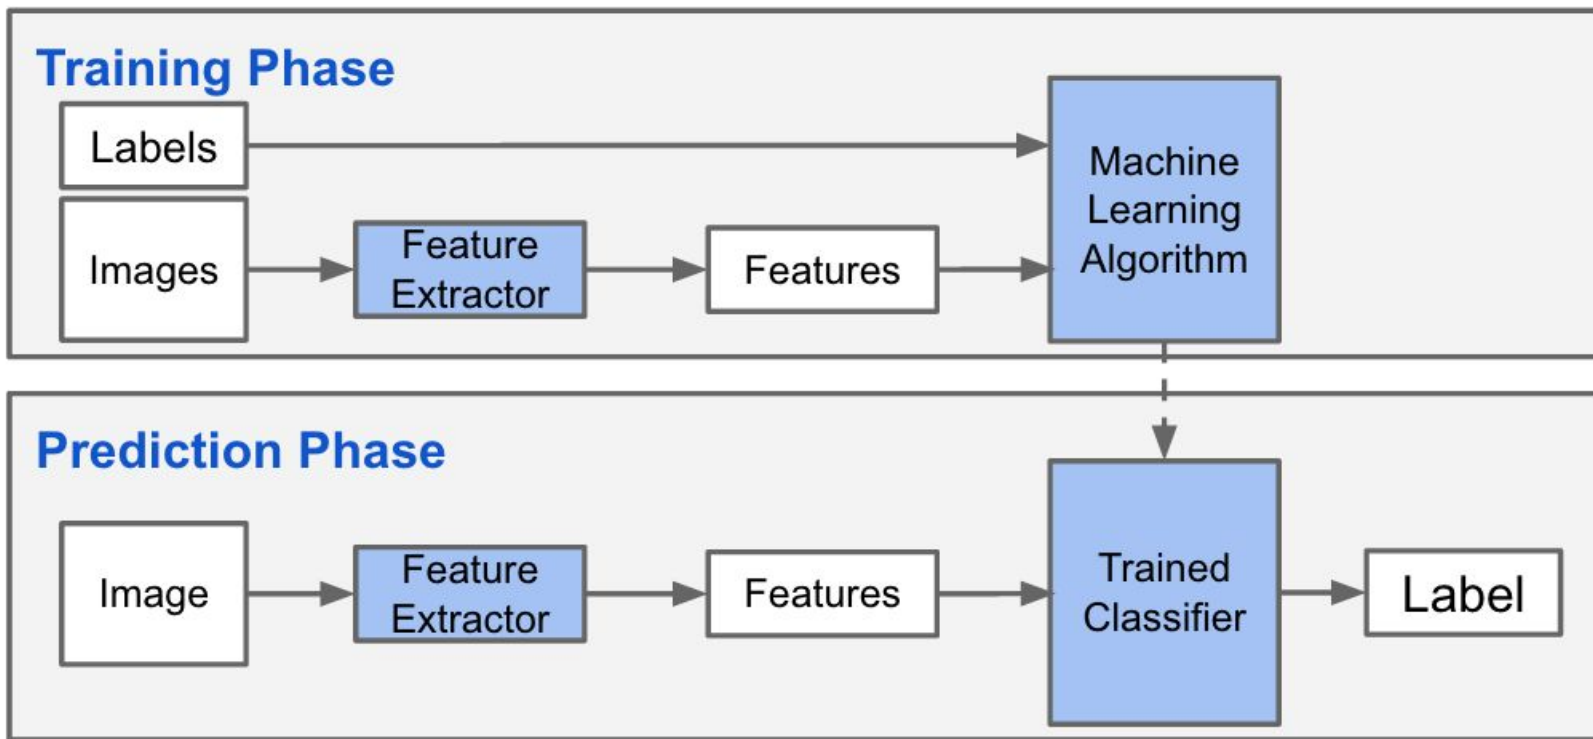 Training Phase
Labels
Images
Feature
Extractor
Features
Machine
Learning
Algorithm
Prediction Phase
Image
Feature
Extractor
Features
Trained
Classifier
Label